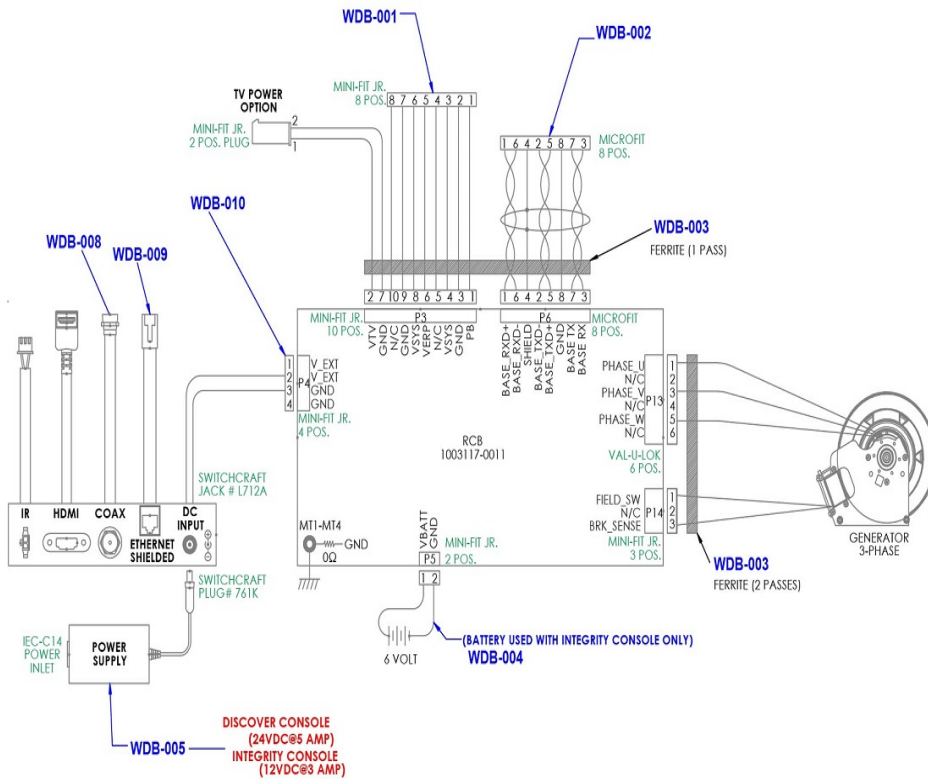 WDB-001
WDB-002
TV POWER
OPTION
MINI-FIT JR.
8 POS.
8 7 6 5 4 3 2 1
MINI-FIT JR.
2 POS. PLUG
2
1
MICROFIT
8 POS.
1 6 4 2 5 8 7 3
WDB-010
WDB-008
WDB-009
WDB-003
FERRITE (1 PASS)
2 7 10 9 8 6 5 4 3 1
1 6 4 2 5 8 7 3
MINI-FIT JR.
10 POS.
P3
P6
MICROFIT
8 POS.
VTV
GND
N/C
GND
VSYS
VERP
N/C
VSYS
GND
PB
BASE_RXD+
BASE_RXD-
SHIELD
BASE_TXD-
BASE_TXD+
GND
BASE TX
BASE RX
1 V_EXT
2 V_EXT
3 GND
4 GND
P4
MINI-FIT JR.
4 POS.
PHASE_U 1
N/C 2
PHASE_V 3
N/C 4
PHASE_W 5
N/C 6
P13
VAL-U-LOK
6 POS.
RCB
1003117-0011
FIELD_SW 1
N/C 2
BRK_SENSE 3
P14
MINI-FIT JR.
3 POS.
GENERATOR
3-PHASE
WDB-003
FERRITE (2 PASSES)
SWITCHCRAFT
JACK # L712A
IR
HDMI
COAX
ETHERNET
SHIELDED
DC
INPUT
MT1-MT4
GND
0Ω
VBATT
GND
P5
MINI-FIT JR.
2 POS.
1 2
6 VOLT
(BATTERY USED WITH INTEGRITY CONSOLE ONLY)
WDB-004
SWITCHCRAFT
PLUG# 761K
IEC-C14
POWER
INLET
POWER
SUPPLY
WDB-005
DISCOVER CONSOLE
(24VDC@5 AMP)
INTEGRITY CONSOLE
(12VDC@3 AMP)